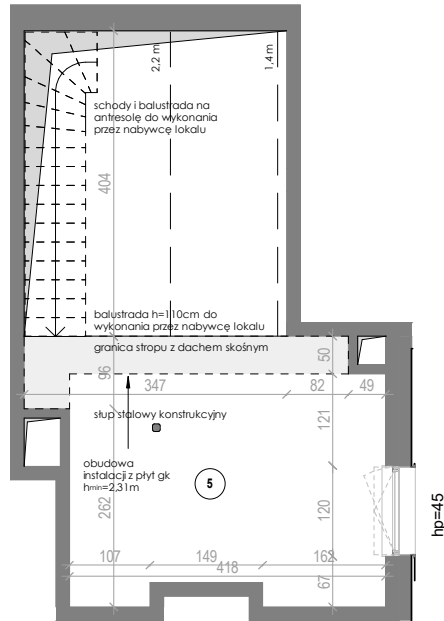 2,2 m
1,4 m
schody i balustrada na
antresolę do wykonania
przez nabywcę lokalu
404
balustrada h=110cm do
wykonania przez nabywcę lokalu
granica stropu z dachem skośnym
96
50
347
82
49
słup stalowy konstrukcyjny
121
obudowa
instalacji z płyt gk
hmin=2,31m
5
262
120
hp=45
107
149
162
418
67